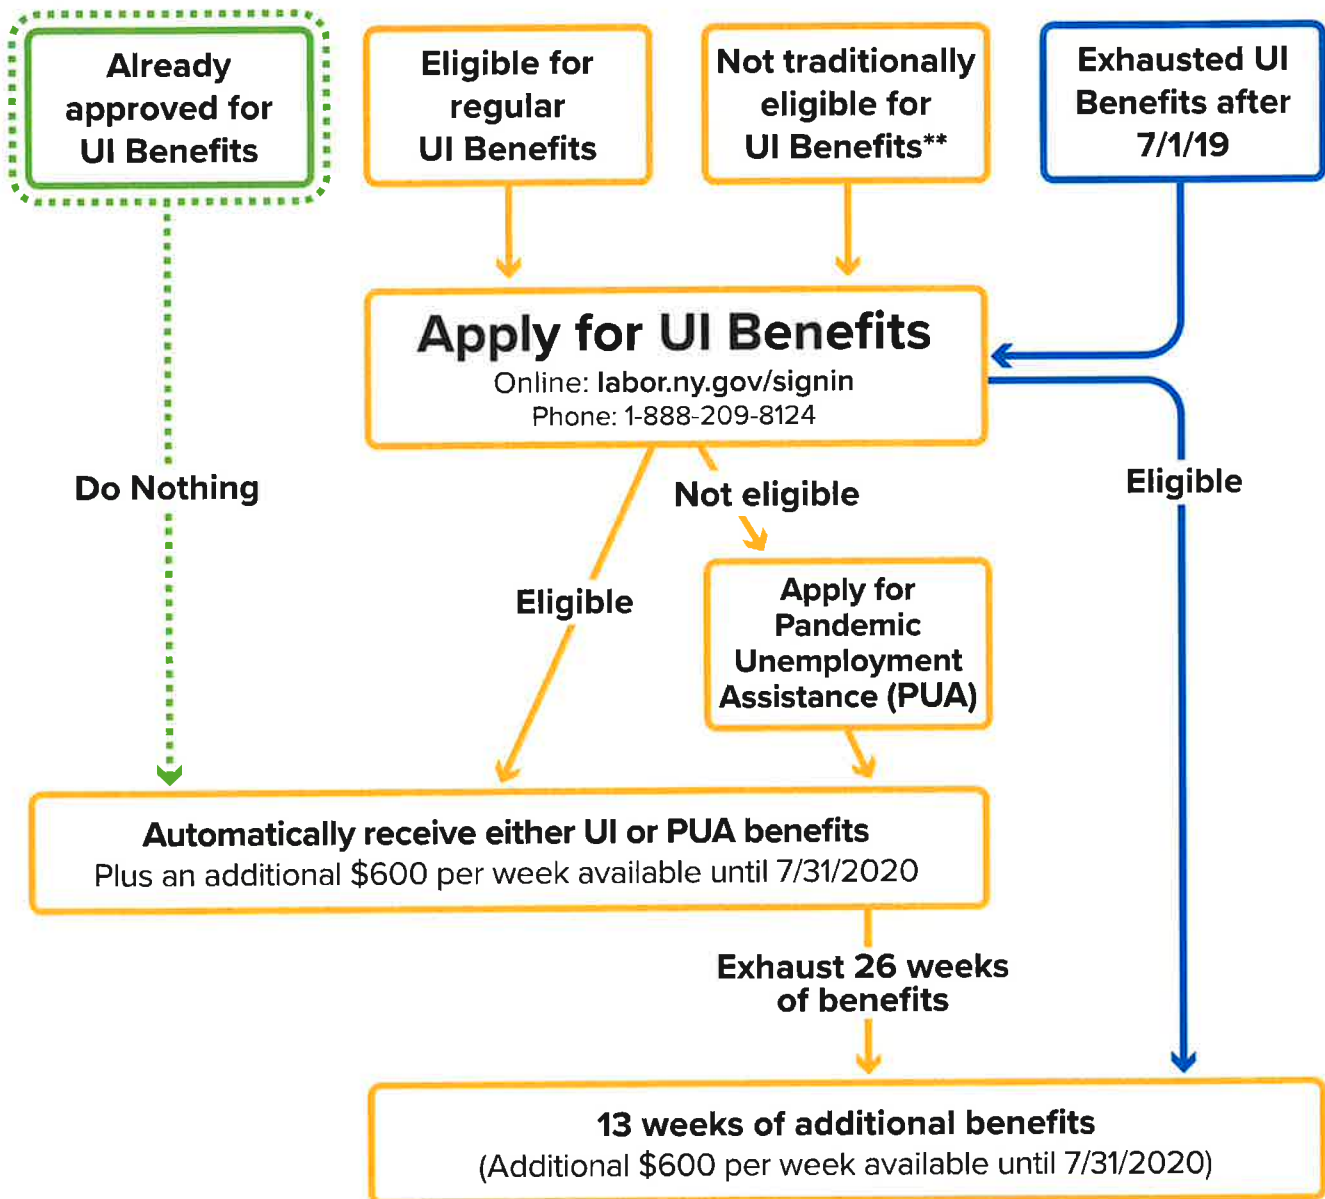 Already
approved for
UI Benefits
Eligible for
regular
UI Benefits
Not traditionally
eligible for
UI Benefits**
Exhausted UI
Benefits after
7/1/19
Apply for UI Benefits
Online: labor.ny.gov/signin
Phone: 1-888-209-8124
Do Nothing
Not eligible
Eligible
Eligible
Apply for
Pandemic
Unemployment
Assistance (PUA)
Automatically receive either UI or PUA benefits
Plus an additional $600 per week available until 7/31/2020
Exhaust 26 weeks
of benefits
13 weeks of additional benefits
(Additional $600 per week available until 7/31/2020)